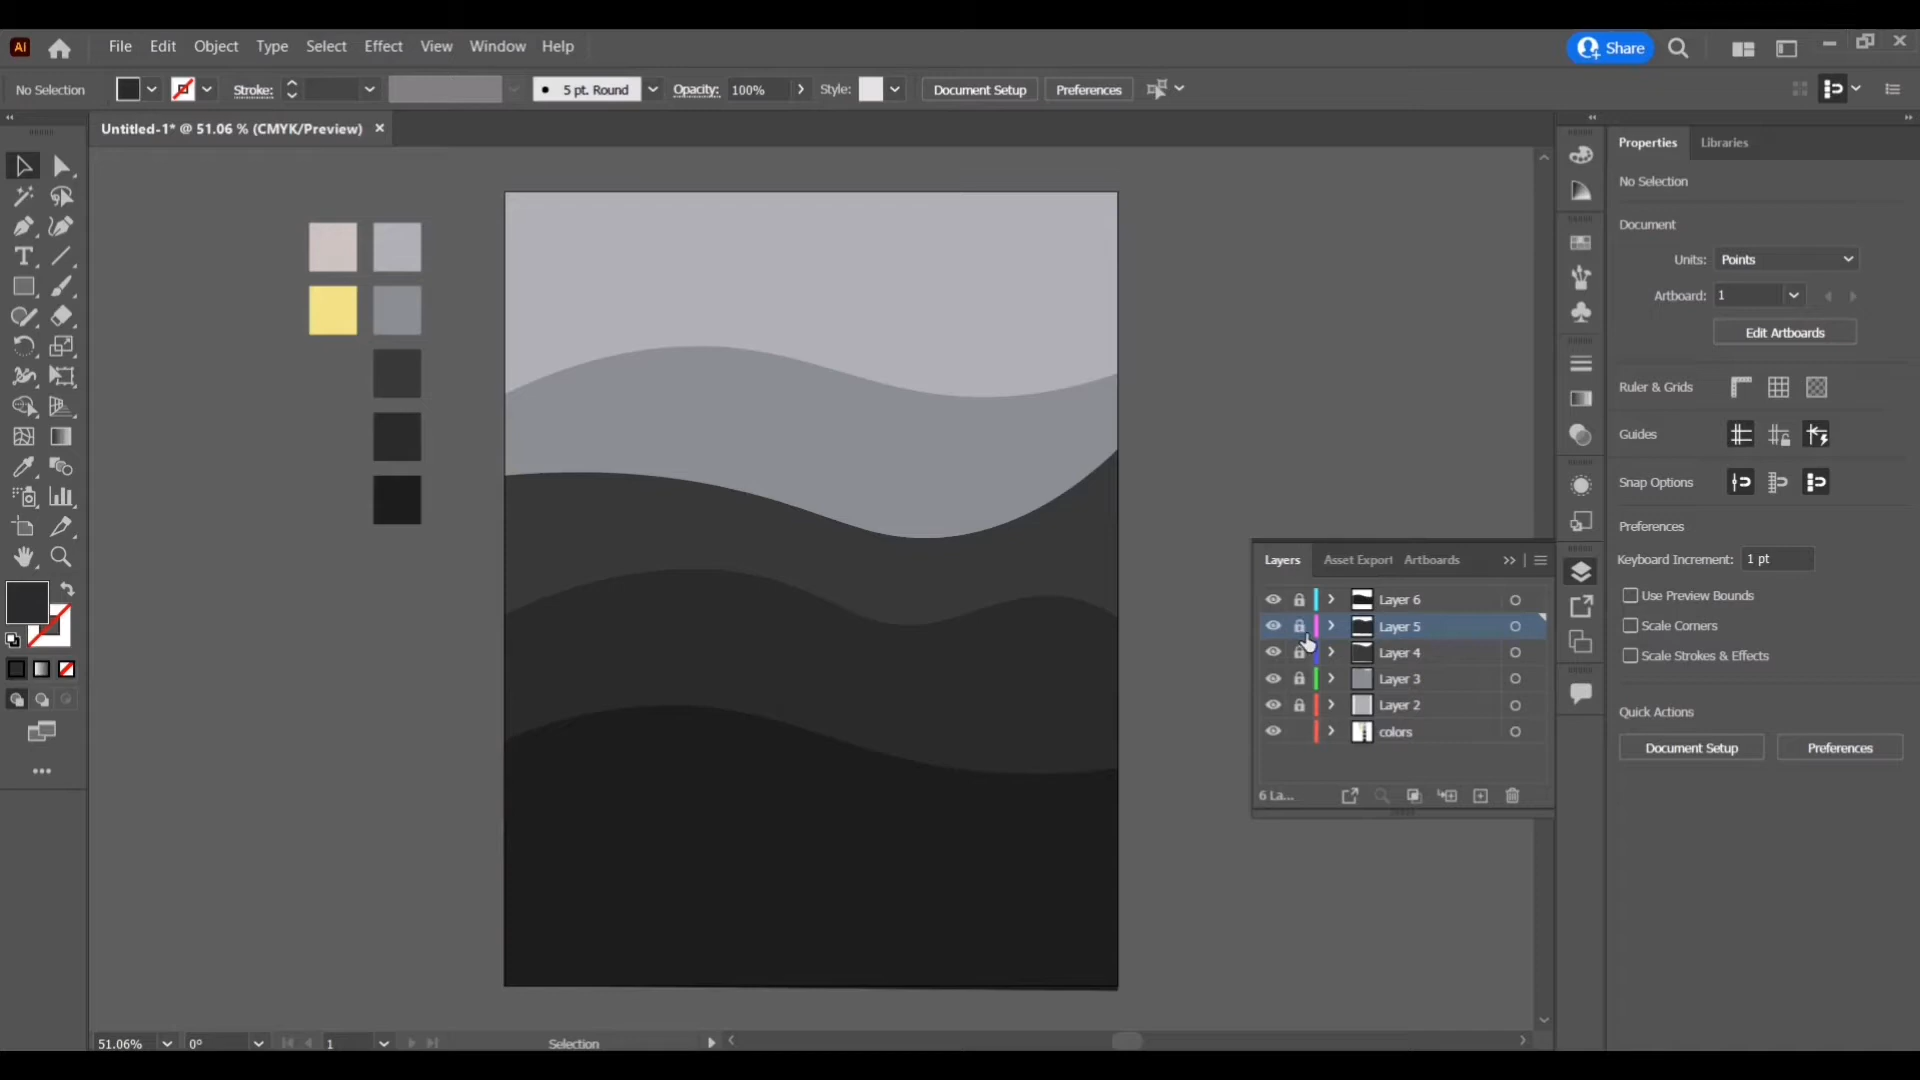 Ai File Edit Object Type Select Effect View Window Help Share
No Selection Stroke: 5 pt. Round Opacity: 100% Style: Document Setup Preferences
Untitled-1* @ 51.06 % (CMYK/Preview) ×
Properties Libraries
No Selection
Document
Units: Points
Artboard: 1
Edit Artboards
Ruler & Grids
Guides
Snap Options
Preferences
Keyboard Increment: 1 pt
Use Preview Bounds
Scale Corners
Scale Strokes & Effects
Quick Actions
Document Setup Preferences
Layers Asset Export Artboards
Layer 6
Layer 5
Layer 4
Layer 3
Layer 2
colors
6 La...
51.06% 0° 1 Selection